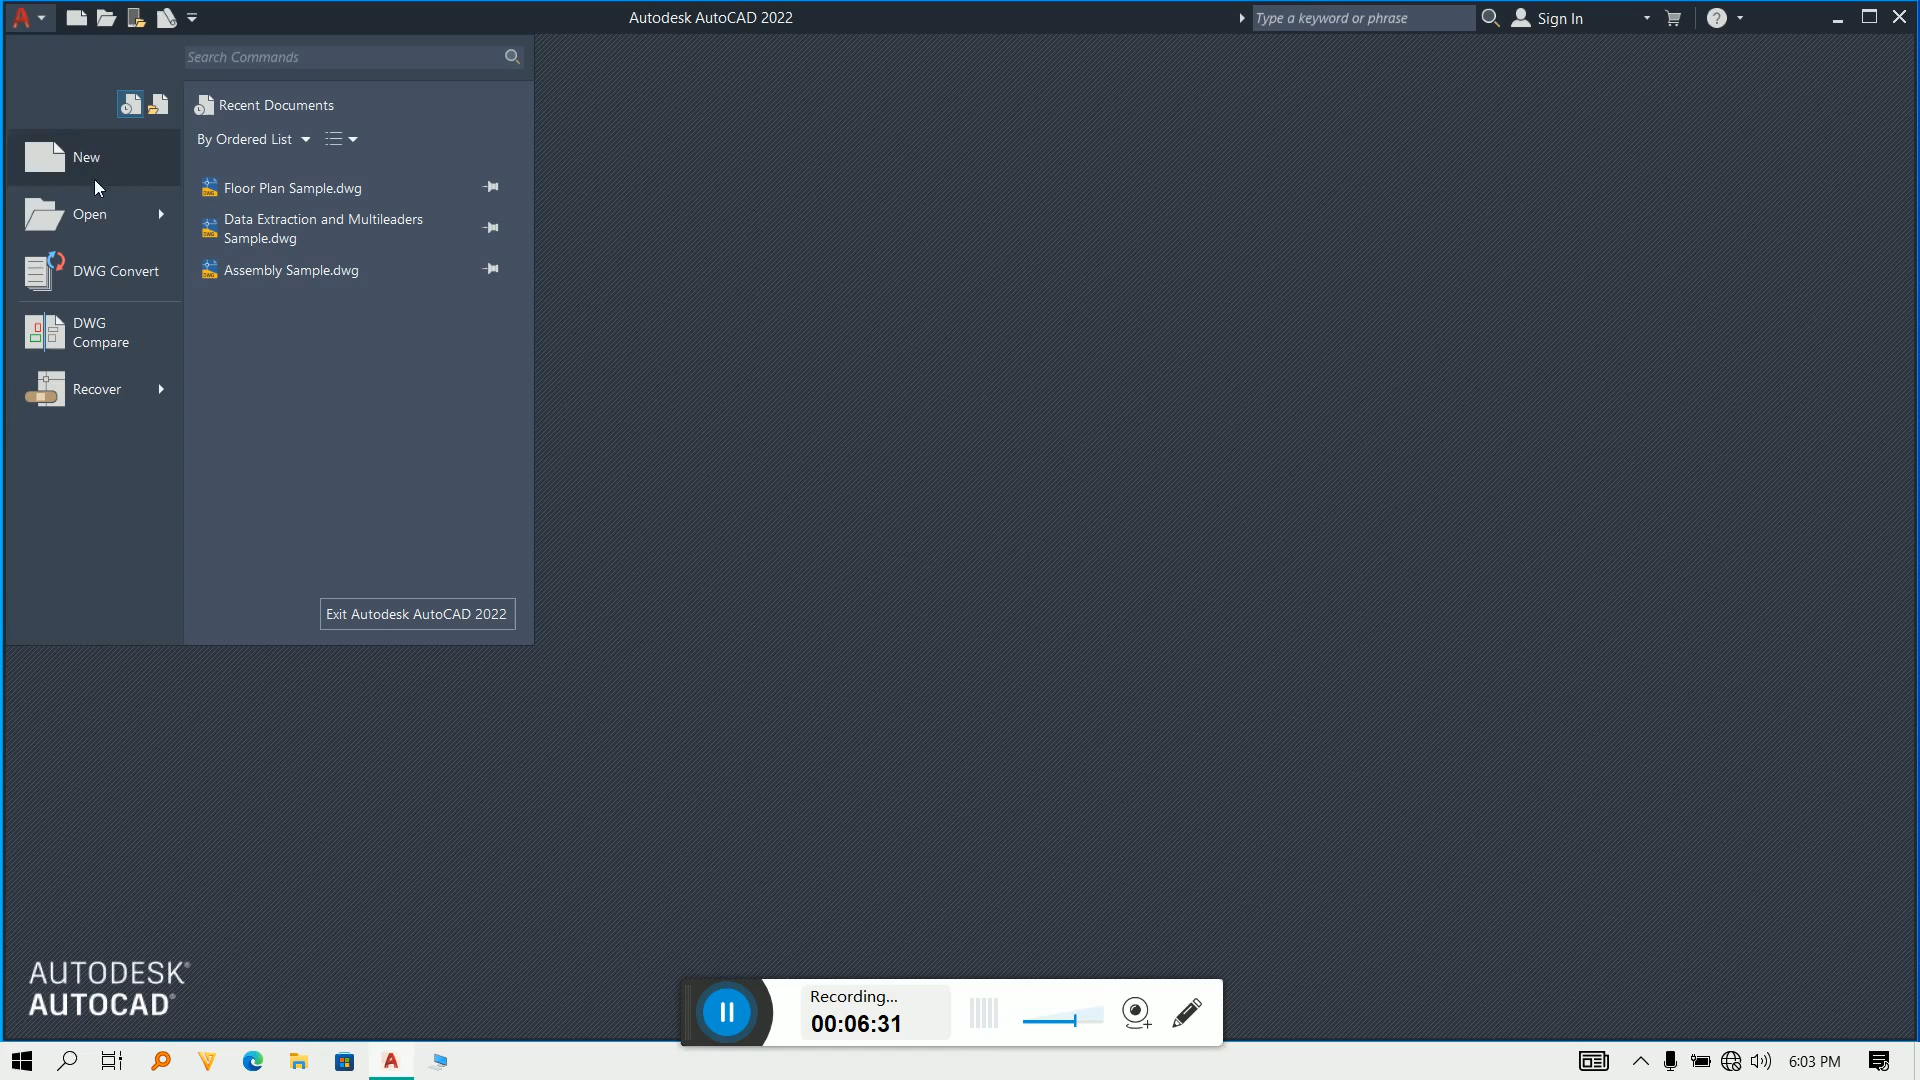 Autodesk AutoCAD 2022
Type a keyword or phrase
Sign In
Search Commands
Recent Documents
By Ordered List
New
Open
DWG Convert
DWG
Compare
Recover
Floor Plan Sample.dwg
Data Extraction and Multileaders
Sample.dwg
Assembly Sample.dwg
Exit Autodesk AutoCAD 2022
AUTODESK®
AUTOCAD®
Recording...
00:06:31
6:03 PM